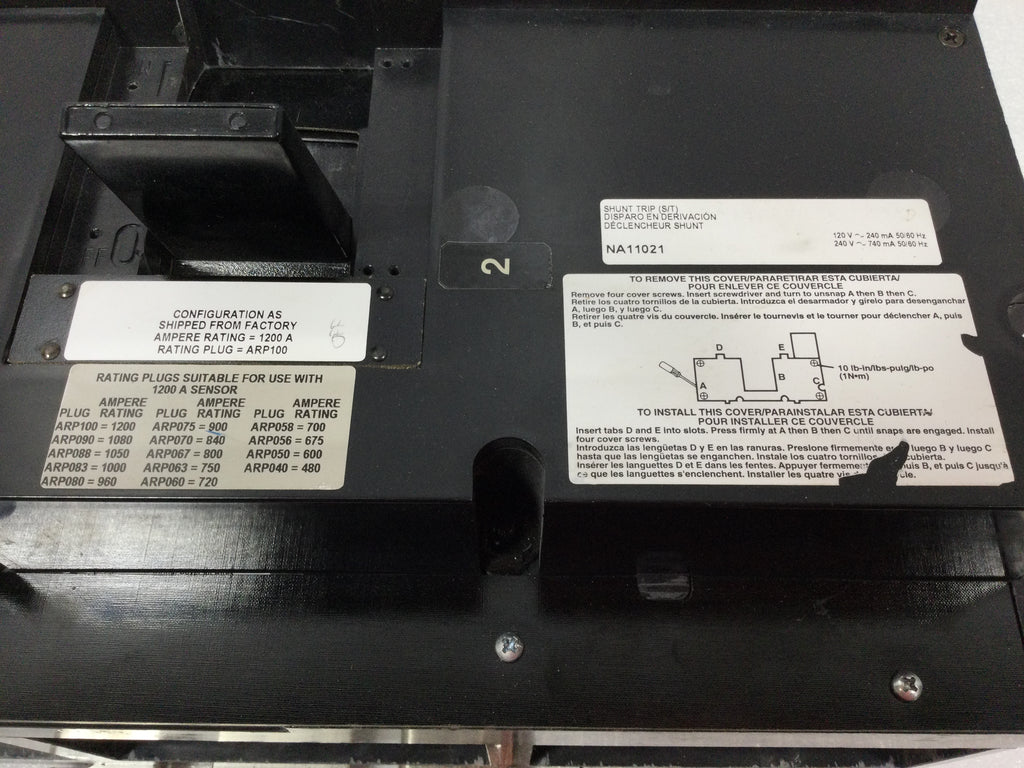 2
SHUNT TRIP (S/T)
DISPARO EN DERIVACIÓN
DÉCLENCHEUR SHUNT
NA11021
120 V ~- 240 mA 50/60 Hz
240 V ~- 740 mA 50/60 Hz
CONFIGURATION AS
SHIPPED FROM FACTORY
AMPERE RATING = 1200 A
RATING PLUG = ARP100
RATING PLUGS SUITABLE FOR USE WITH
1200 A SENSOR
AMPERE AMPERE AMPERE
PLUG RATING PLUG RATING PLUG RATING
ARP100 = 1200 ARP075 = 900 ARP058 = 700
ARP090 = 1080 ARP070 = 840 ARP056 = 675
ARP088 = 1050 ARP067 = 800 ARP050 = 600
ARP083 = 1000 ARP063 = 750 ARP040 = 480
ARP080 = 960 ARP060 = 720
TO REMOVE THIS COVER/PARARETIRAR ESTA CUBIERTA/
POUR ENLEVER CE COUVERCLE
Remove four cover screws. Insert screwdriver and turn to unsnap A then B then C.
Retire los cuatro tornillos de la cubierta. Introduzca el desarmador y gírelo para desenganchar
A, luego B, y luego C.
Retirer les quatre vis du couvercle. Insérer le tournevis et le tourner pour déclencher A, puis
B, et puis C.
D E
A B C
10 lb-in/lbs-pulg/lb-po
(1N•m)
TO INSTALL THIS COVER/PARAINSTALAR ESTA CUBIERTA/
POUR INSTALLER CE COUVERCLE
Insert tabs D and E into slots. Press firmly at A then B then C until snaps are engaged. Install
four cover screws.
Introduzca las lengüetas D y E en las ranuras. Presione firmemente en luego B y luego C
hasta que las lengüetas se enganchen. Instale los cuatro tornillos cubierta.
Insérer les languettes D et E dans les fentes. Appuyer fermeme puis B, et puis C jusqu'à
ce que les languettes s'enclenchent. Installer les quatre vis cle.